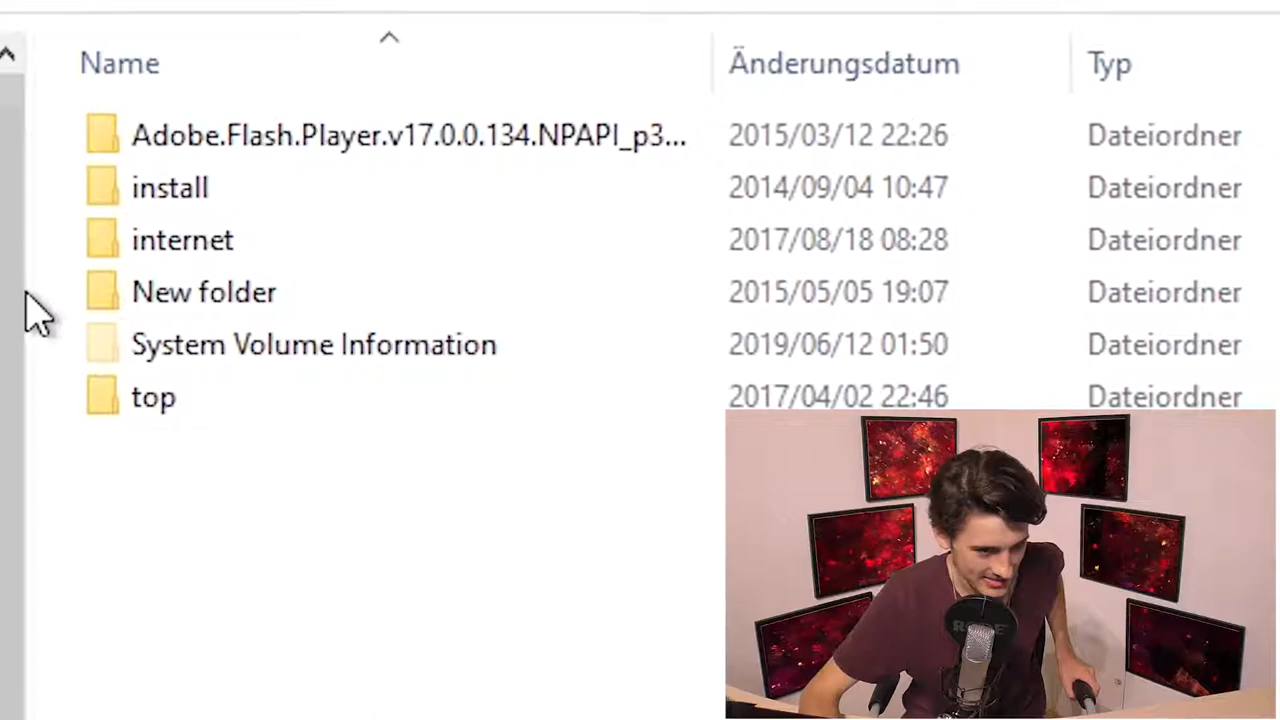 Name Änderungsdatum Typ
Adobe.Flash.Player.v17.0.0.134.NPAPI_p3... 2015/03/12 22:26 Dateiordner
install 2014/09/04 10:47 Dateiordner
internet 2017/08/18 08:28 Dateiordner
New folder 2015/05/05 19:07 Dateiordner
System Volume Information 2019/06/12 01:50 Dateiordner
top 2017/04/02 22:46 Dateiordner
RODE